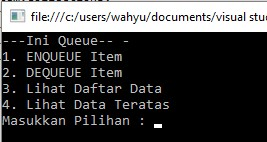 file:///c:/users/wahyu/documents/visual stu
---Ini Queue-- -
1. ENQUEUE Item
2. DEQUEUE Item
3. Lihat Daftar Data
4. Lihat Data Teratas
Masukkan Pilihan :